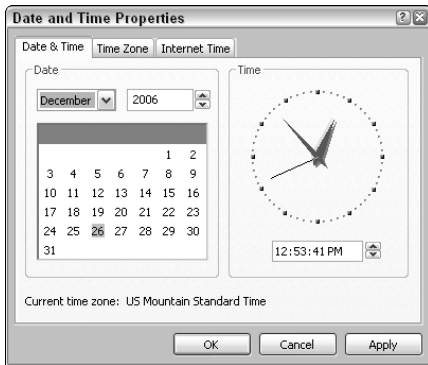 Date and Time Properties
Date & Time Time Zone Internet Time
Date
Time
December 2006
1 2
3 4 5 6 7 8 9
10 11 12 13 14 15 16
17 18 19 20 21 22 23
24 25 26 27 28 29 30
31
12:53:41 PM
Current time zone: US Mountain Standard Time
OK Cancel Apply